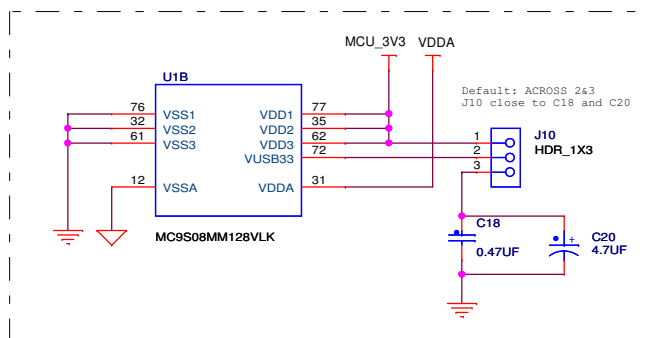 MCU_3V3 VDDA
U1B
Default: ACROSS 2&3
J10 close to C18 and C20
76 VSS1 VDD1 77
32 VSS2 VDD2 35
61 VSS3 VDD3 62
VUSB33 72
12 VSSA VDDA 31
1 J10
2 HDR_1X3
3
MC9S08MM128VLK
C18
0.47UF
+ C20
4.7UF